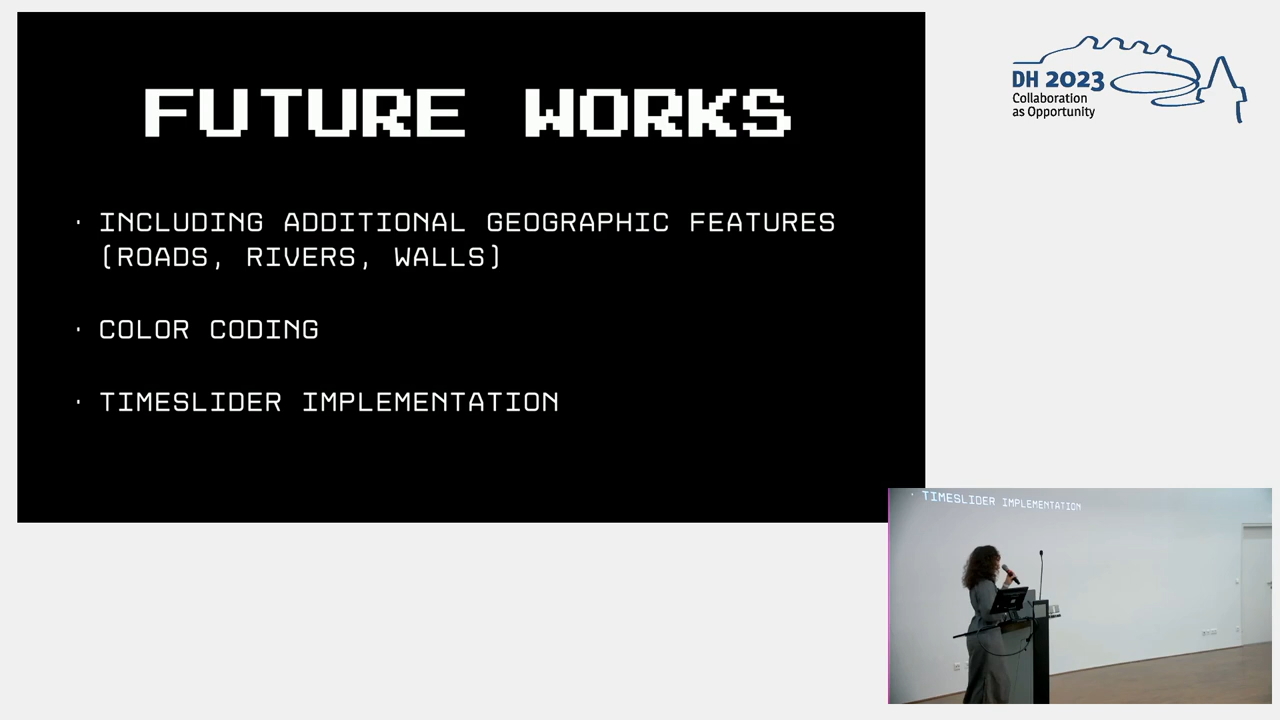 FUTURE WORKS
· INCLUDING ADDITIONAL GEOGRAPHIC FEATURES
(ROADS, RIVERS, WALLS)
· COLOR CODING
· TIMESLIDER IMPLEMENTATION
DH 2023
Collaboration
as Opportunity
· TIMESLIDER IMPLEMENTATION